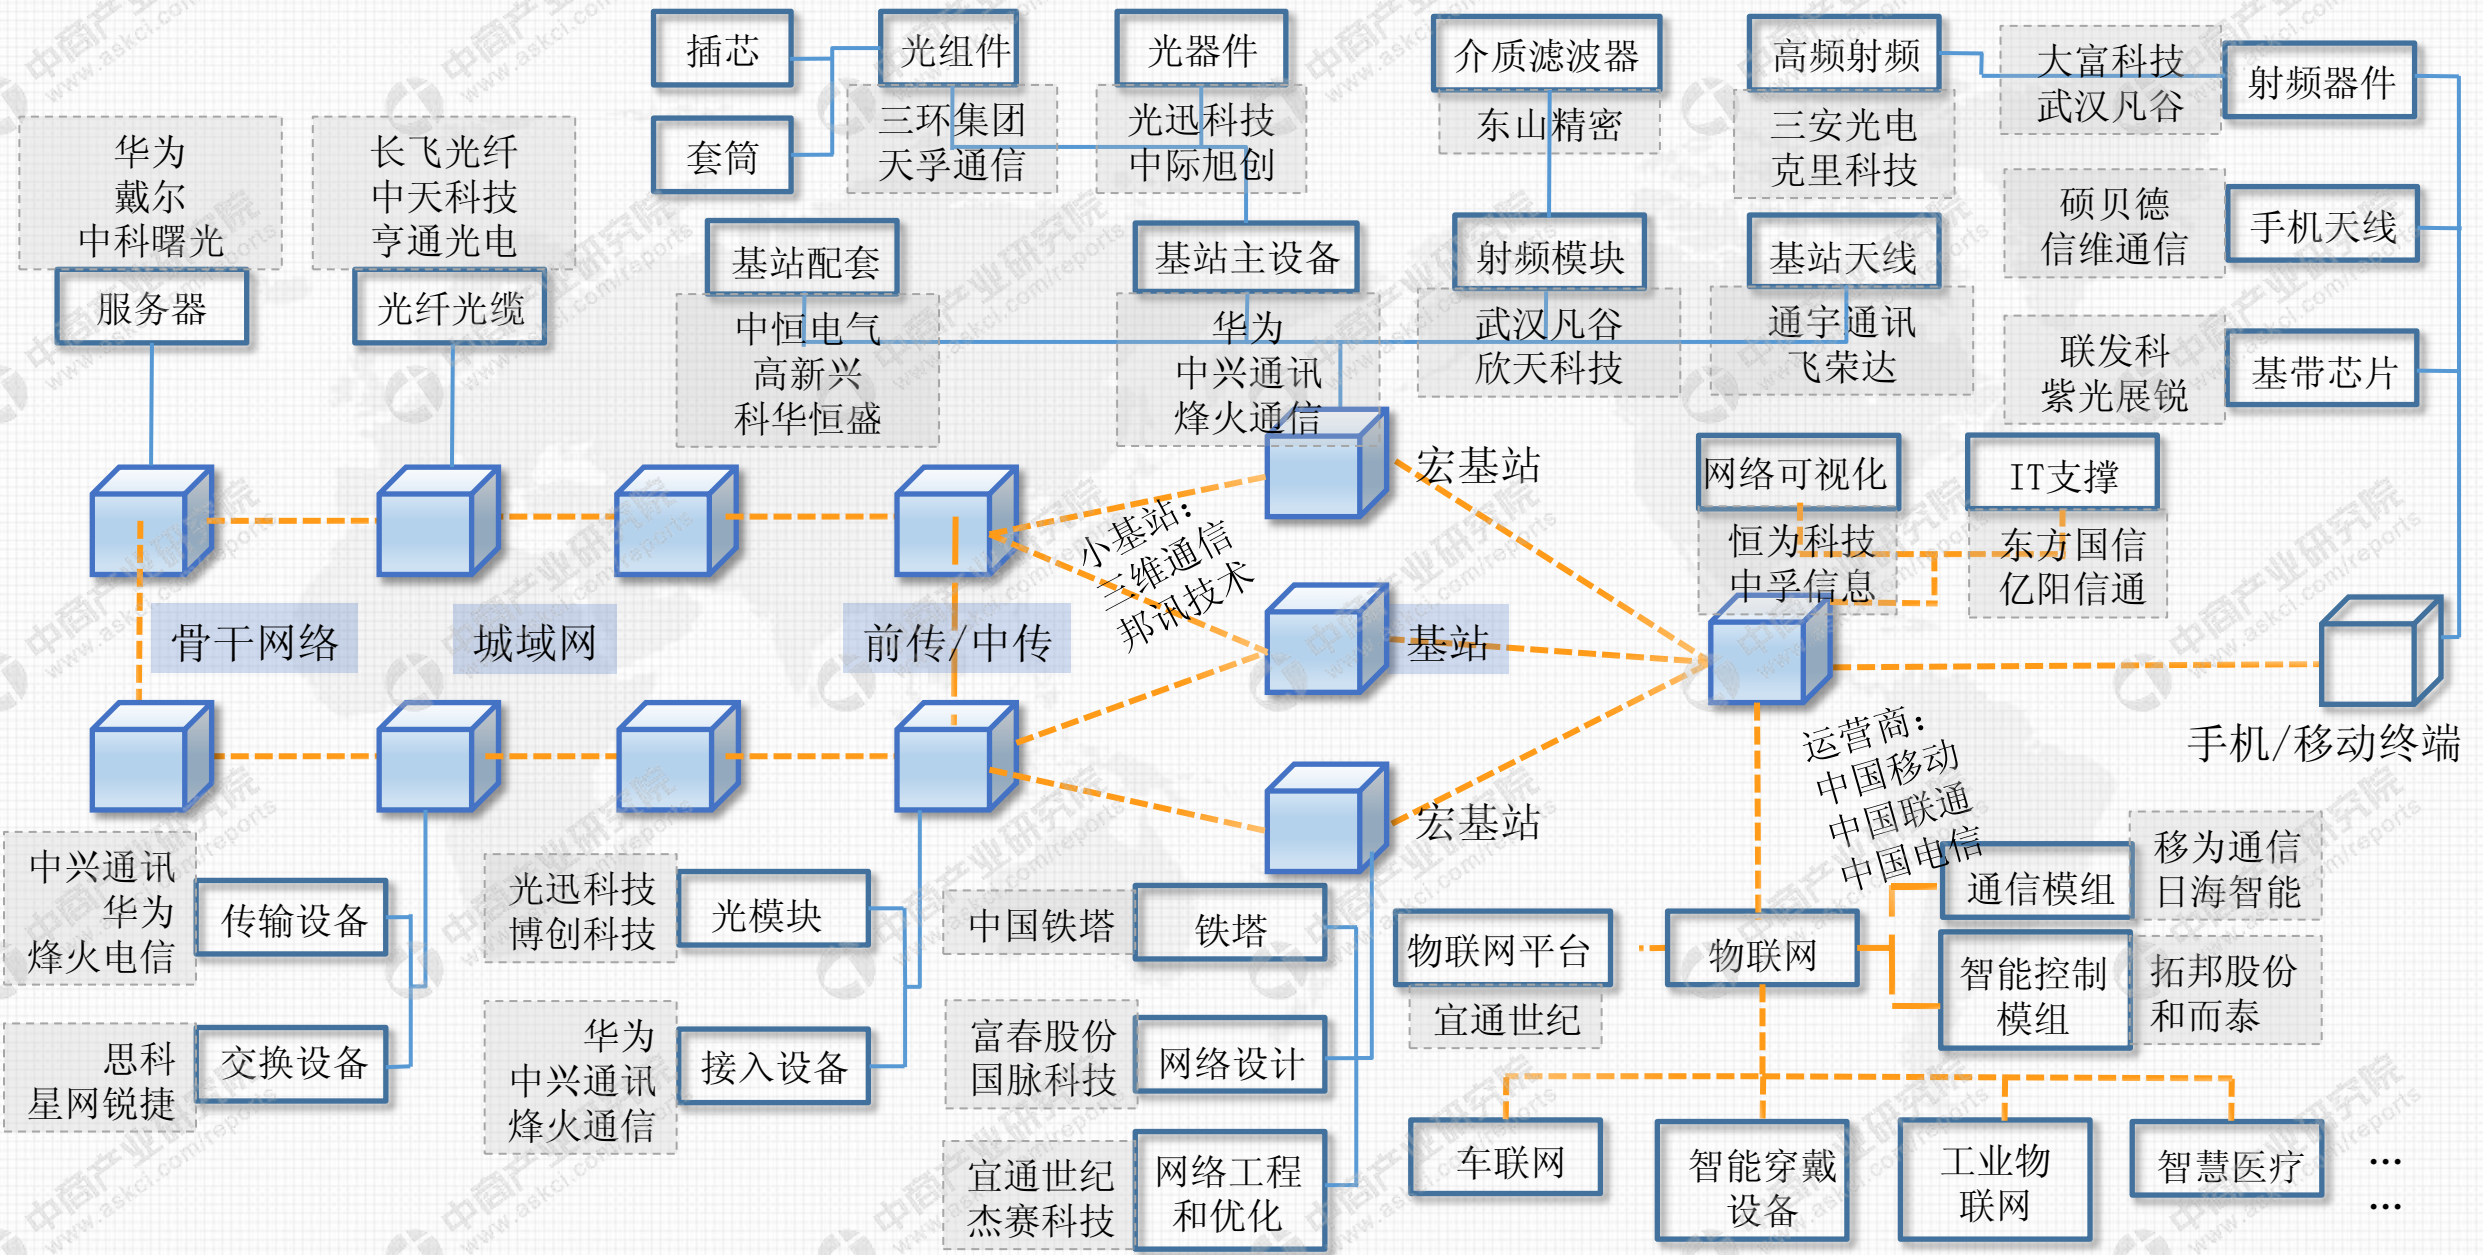 插芯
光组件
光器件
介质滤波器
高频射频
大富科技
武汉凡谷
射频器件
套筒
三环集团
天孚通信
光迅科技
中际旭创
东山精密
三安光电
克里科技
华为
戴尔
中科曙光
长飞光纤
中天科技
亨通光电
硕贝德
信维通信
手机天线
服务器
光纤光缆
基站配套
基站主设备
射频模块
基站天线
中恒电气
高新兴
科华恒盛
华为
中兴通讯
烽火通信
武汉凡谷
欣天科技
通宇通讯
飞荣达
联发科
紫光展锐
基带芯片
宏基站
网络可视化
IT支撑
恒为科技
中孚信息
东方国信
亿阳信通
小基站:
三维通信
邦讯技术
骨干网络
城域网
前传/中传
基站
手机/移动终端
运营商:
中国移动
中国联通
中国电信
宏基站
中兴通讯
华为
烽火电信
传输设备
光迅科技
博创科技
光模块
中国铁塔
铁塔
物联网平台
宜通世纪
物联网
通信模组
移为通信
日海智能
智能控制
模组
拓邦股份
和而泰
思科
星网锐捷
交换设备
华为
中兴通讯
烽火通信
接入设备
富春股份
国脉科技
网络设计
宜通世纪
杰赛科技
网络工程
和优化
车联网
智能穿戴
设备
工业物
联网
智慧医疗
…
…
中商产业研究院
www.askci.com/reports